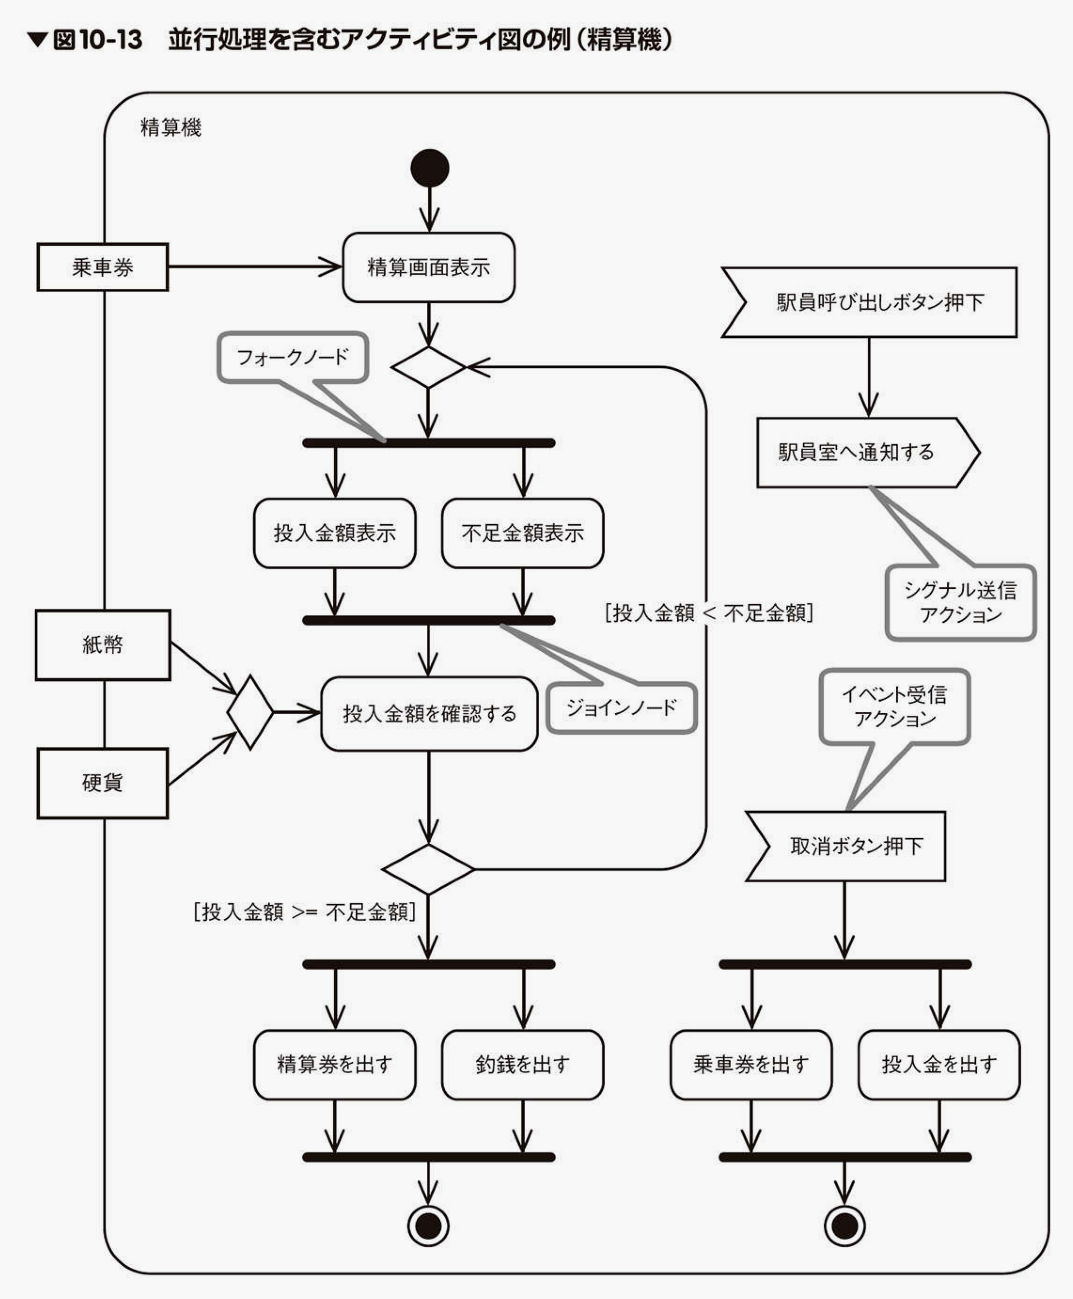 ▼図10-13 並行処理を含むアクティビティ図の例（精算機）
精算機
乗車券
精算画面表示
駅員呼び出しボタン押下
フォークノード
駅員室へ通知する
投入金額表示
不足金額表示
シグナル送信
アクション
［投入金額 < 不足金額］
紙幣
投入金額を確認する
ジョインノード
イベント受信
アクション
硬貨
取消ボタン押下
［投入金額 >= 不足金額］
精算券を出す
釣銭を出す
乗車券を出す
投入金を出す